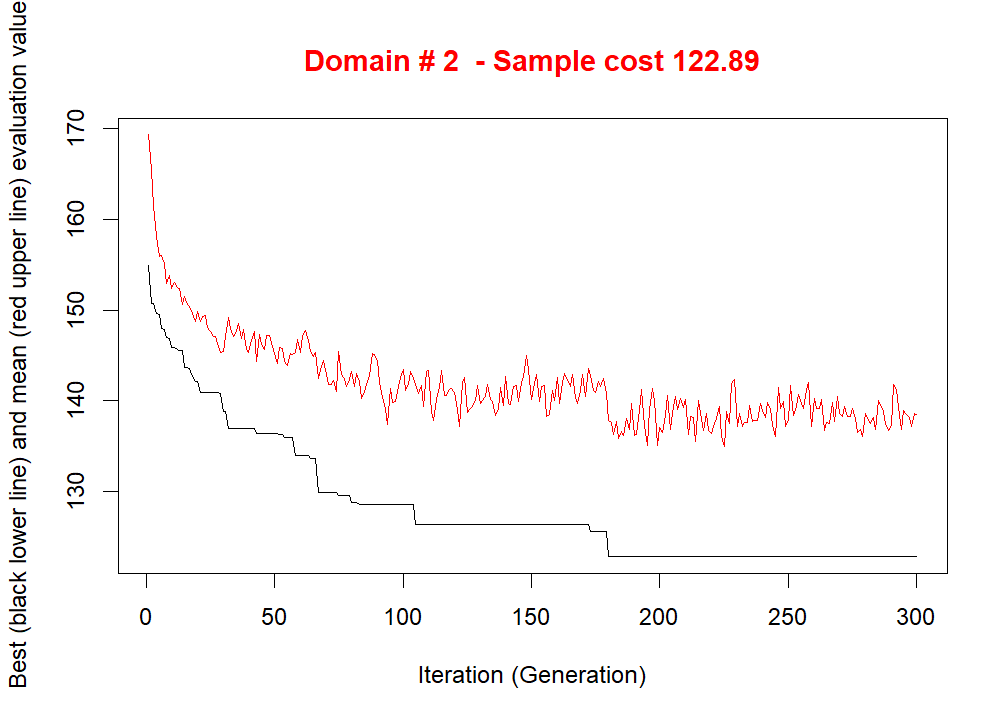 Domain # 2  - Sample cost 122.89
Best (black lower line) and mean (red upper line) evaluation value
170
160
150
140
130
0 50 100 150 200 250 300
Iteration (Generation)